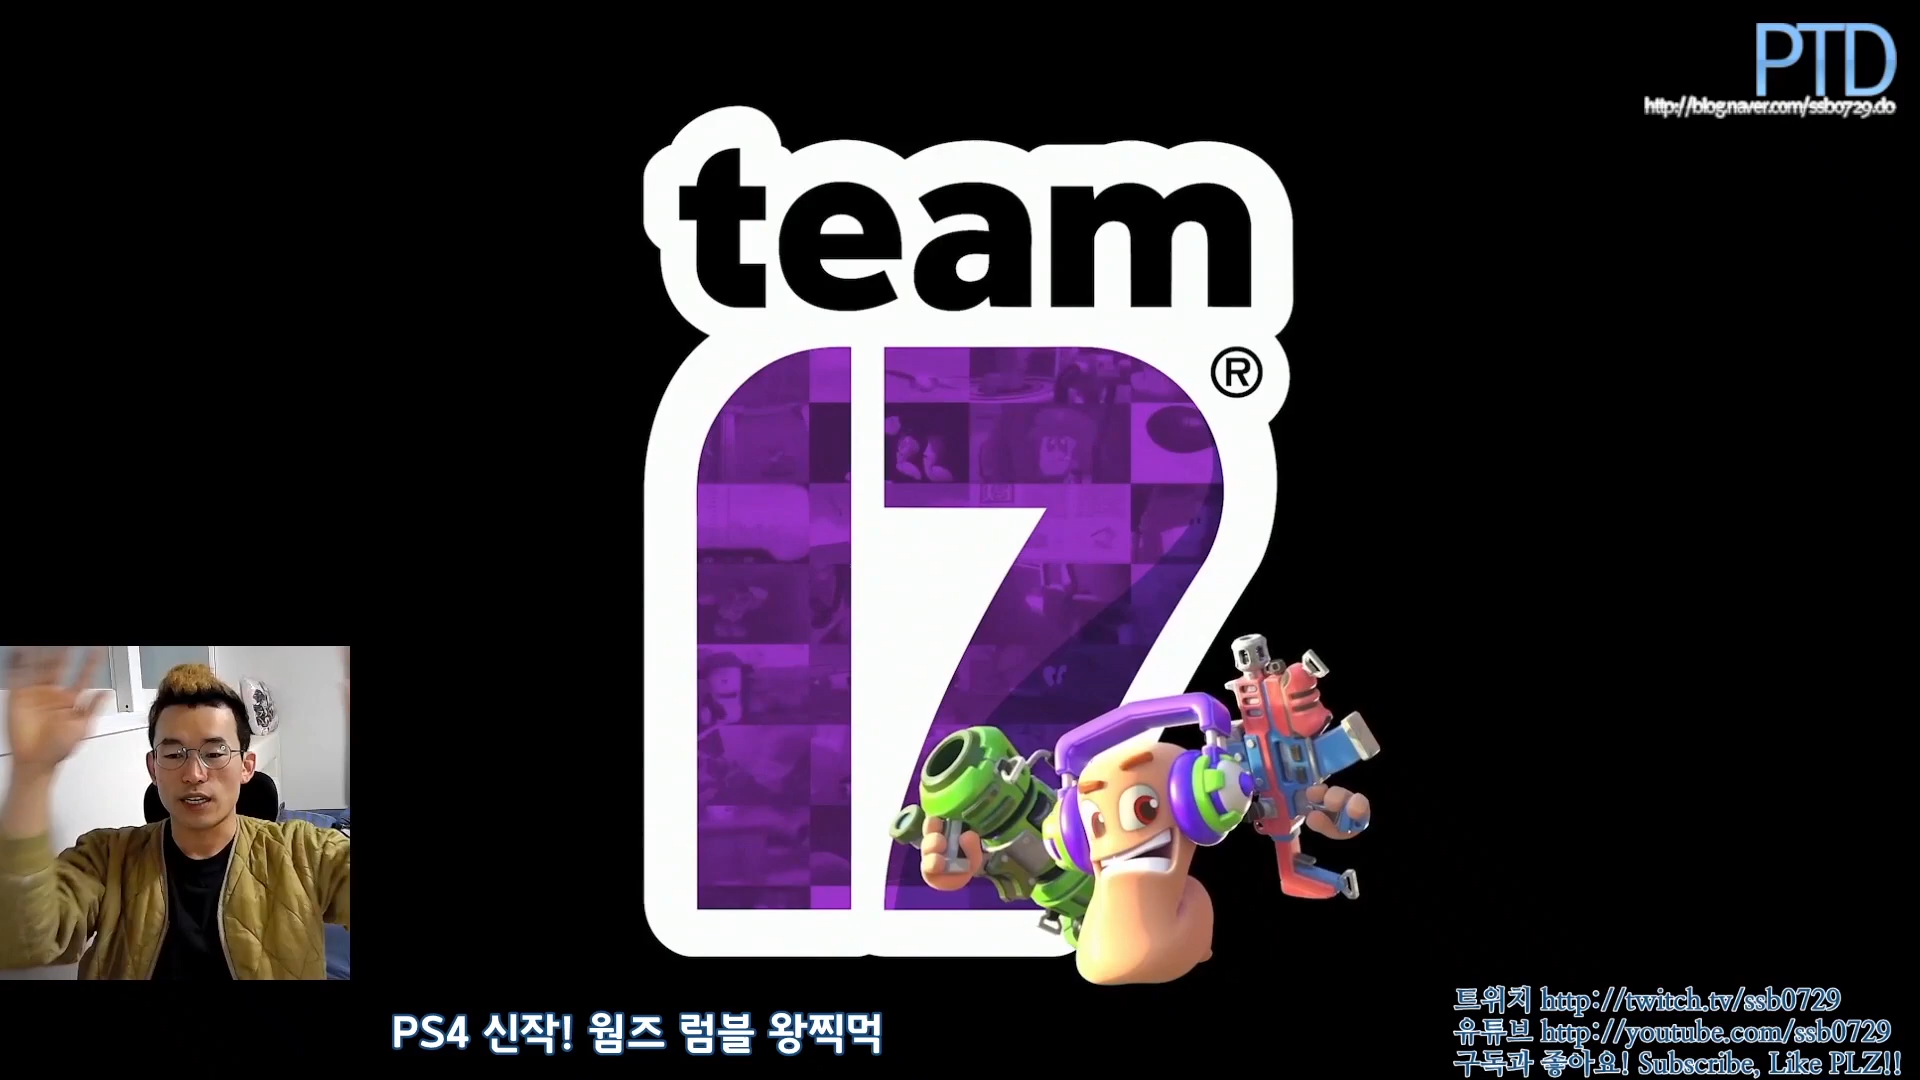 PTD
http://blog.naver.com/ssb0729.do
team
17
®
PS4 신작! 웜즈 럼블 왕찍먹
트위치 http://twitch.tv/ssb0729
유튜브 http://youtube.com/ssb0729
구독과 좋아요! Subscribe, Like PLZ!!